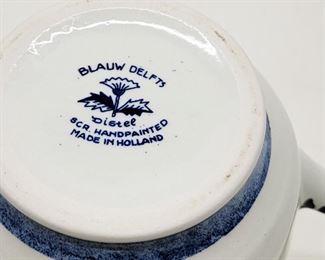 BLAUW DELFTS
Distel
SCR. HANDPAINTED
MADE IN HOLLAND